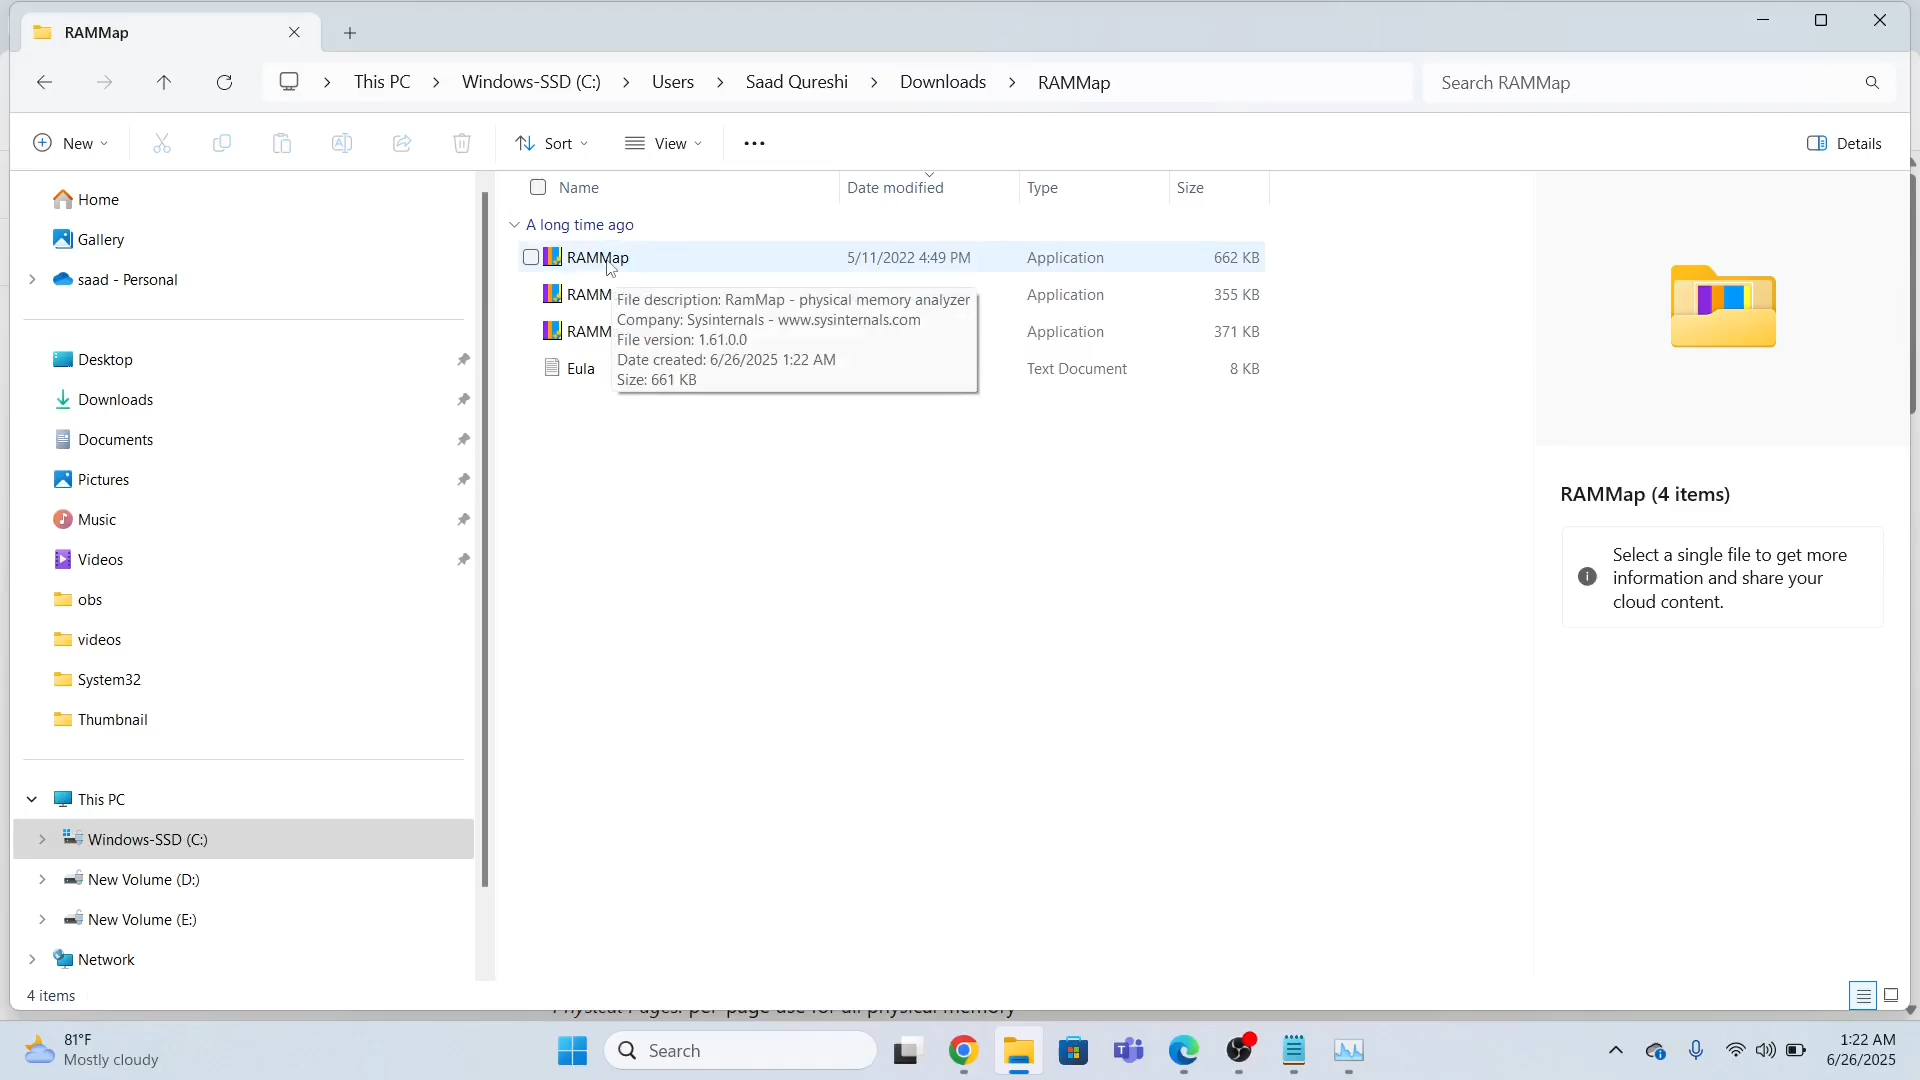 RAMMap
This PC > Windows-SSD (C:) > Users > Saad Qureshi > Downloads > RAMMap
Search RAMMap
New
Sort
View
Details
Home
Gallery
saad - Personal
Desktop
Downloads
Documents
Pictures
Music
Videos
obs
videos
System32
Thumbnail
This PC
Windows-SSD (C:)
New Volume (D:)
New Volume (E:)
Network
4 items
Name Date modified Type Size
A long time ago
RAMMap 5/11/2022 4:49 PM Application 662 KB
RAMM Application 355 KB
RAMM Application 371 KB
Eula Text Document 8 KB
File description: RamMap - physical memory analyzer
Company: Sysinternals - www.sysinternals.com
File version: 1.61.0.0
Date created: 6/26/2025 1:22 AM
Size: 661 KB
RAMMap (4 items)
Select a single file to get more
information and share your
cloud content.
Physical Pages: per-page use for all physical memory
81°F
Mostly cloudy
Search
1:22 AM
6/26/2025